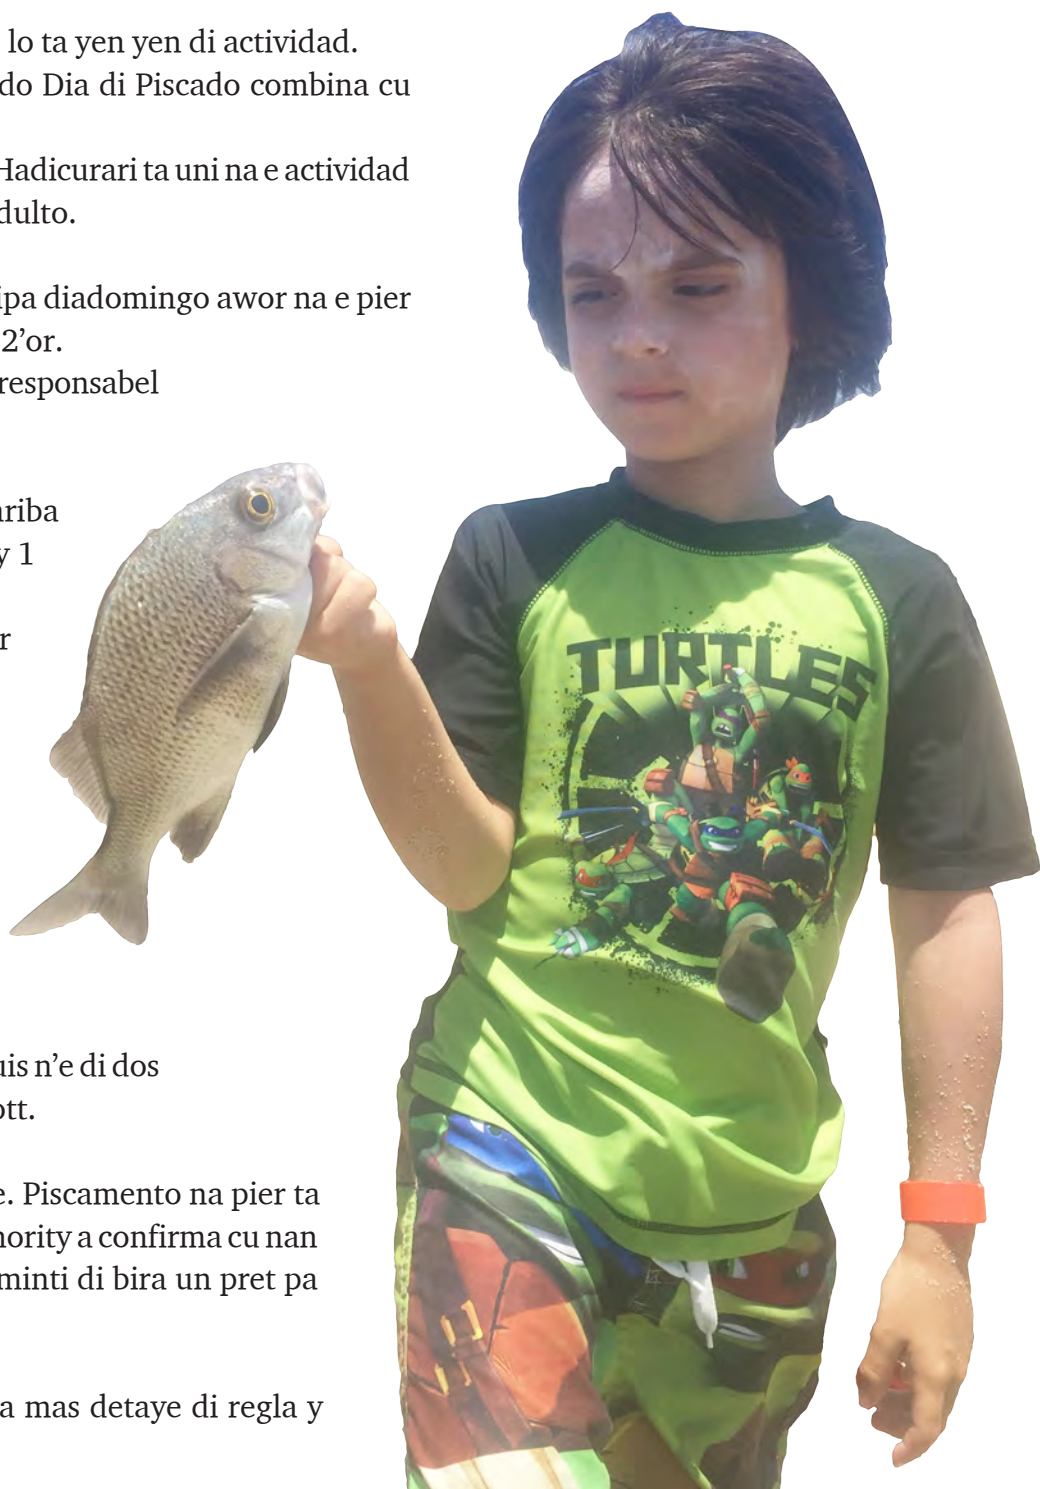 lo ta yen yen di actividad.
do Dia di Piscado combina cu
Hadicurari ta uni na e actividad
dulto.
ipa diadomingo awor na e pier
2’or.
responsabel
riba
y 1
r
TURTLES
uis n’e di dos
ott.
e. Piscamento na pier ta
nority a confirma cu nan
minti di bira un pret pa
a mas detaye di regla y